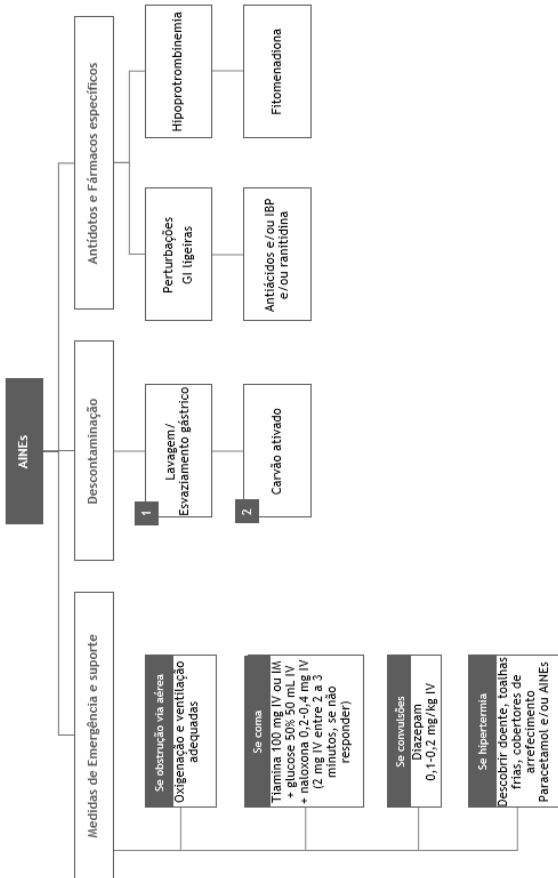 AINEs
Medidas de Emergência e suporte
Se obstrução via aérea
Oxigenação e ventilação
adequadas
Se coma
Tiamina 100 mg IV ou IM
+ glucose 50% 50 mL IV
+ naloxona 0,2-0,4 mg IV
(2 mg IV entre 2 a 3
minutos, se não
responder)
Se convulsões
Diazepam
0,1-0,2 mg/kg IV
Se hipertermia
Descobrir doente, toalhas
frias, cobertores de
arrefecimento
Paracetamol e/ou AINEs
Descontaminação
1
Lavagem/
Esvaziamento gástrico
2
Carvão ativado
Antídotos e Fármacos específicos
Perturbações
GI ligeiras
Antiácidos e/ou IBP
e/ou ranitidina
Hipoprotrombinemia
Fitomenadiona